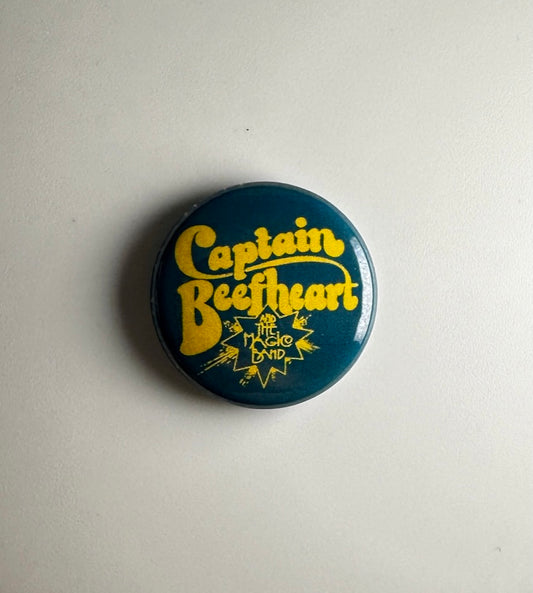 Captain
Beefheart
AND
THE
MAGIC
BAND